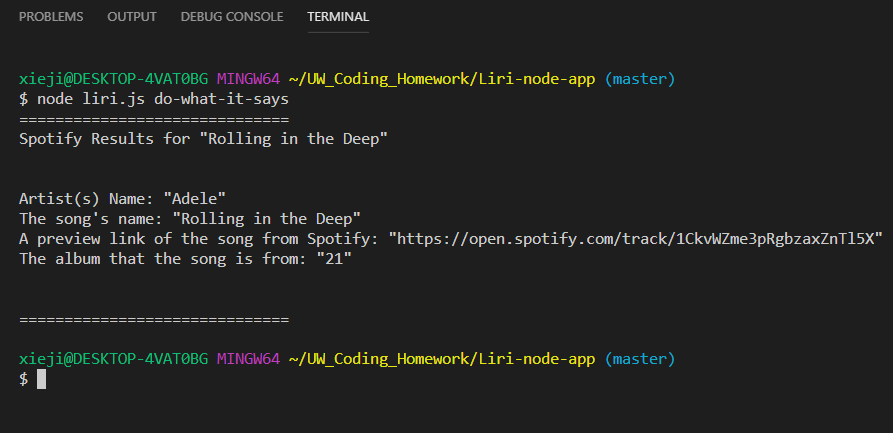 PROBLEMS OUTPUT DEBUG CONSOLE TERMINAL
xieji@DESKTOP-4VAT0BG MINGW64 ~/UW_Coding_Homework/Liri-node-app (master)
$ node liri.js do-what-it-says
==============================
Spotify Results for "Rolling in the Deep"
Artist(s) Name: "Adele"
The song's name: "Rolling in the Deep"
A preview link of the song from Spotify: "https://open.spotify.com/track/1CkvWZme3pRgbzaxZnTl5X"
The album that the song is from: "21"
==============================
xieji@DESKTOP-4VAT0BG MINGW64 ~/UW_Coding_Homework/Liri-node-app (master)
$